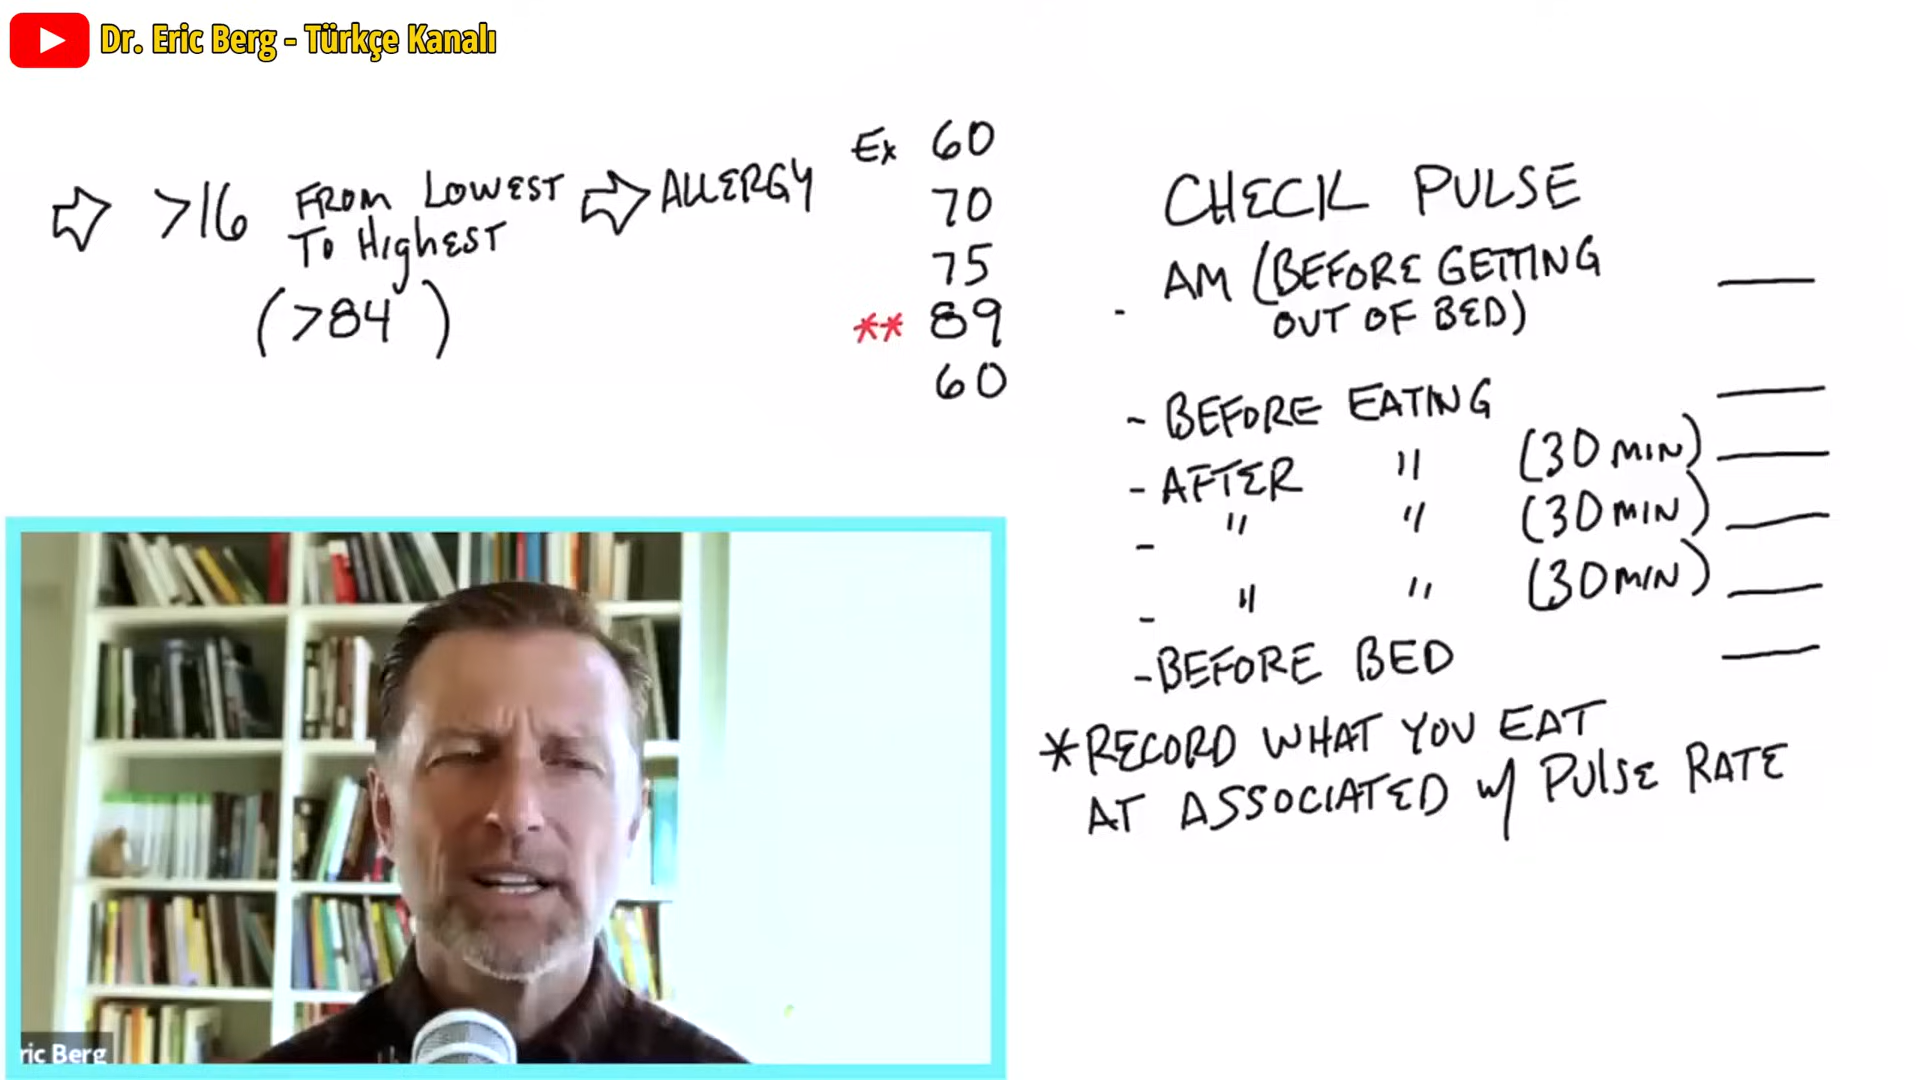 Dr. Eric Berg - Türkçe Kanalı
>16 FROM LOWEST TO HIGHEST ALLERGY
(>84)
Ex 60
70
75
** 89
60
CHECK PULSE
- AM (BEFORE GETTING
OUT OF BED)
- BEFORE EATING
- AFTER " (30 MIN)
- " " (30 MIN)
- " " (30 MIN)
- BEFORE BED
*RECORD WHAT YOU EAT
AT ASSOCIATED w/ PULSE RATE
ric Berg